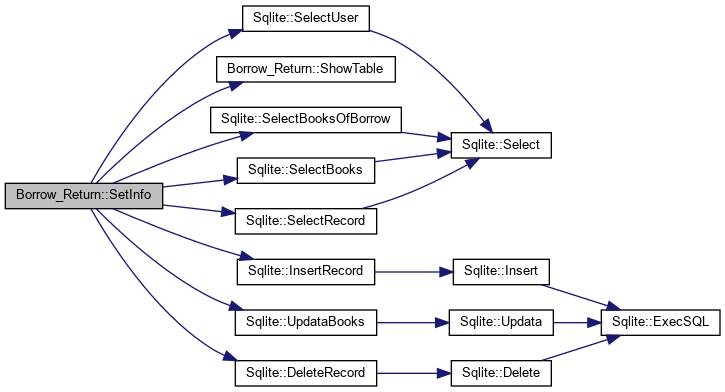 Sqlite::SelectUser
Borrow_Return::ShowTable
Sqlite::SelectBooksOfBorrow
Sqlite::Select
Sqlite::SelectBooks
Borrow_Return::SetInfo
Sqlite::SelectRecord
Sqlite::InsertRecord
Sqlite::Insert
Sqlite::UpdataBooks
Sqlite::Updata
Sqlite::ExecSQL
Sqlite::DeleteRecord
Sqlite::Delete